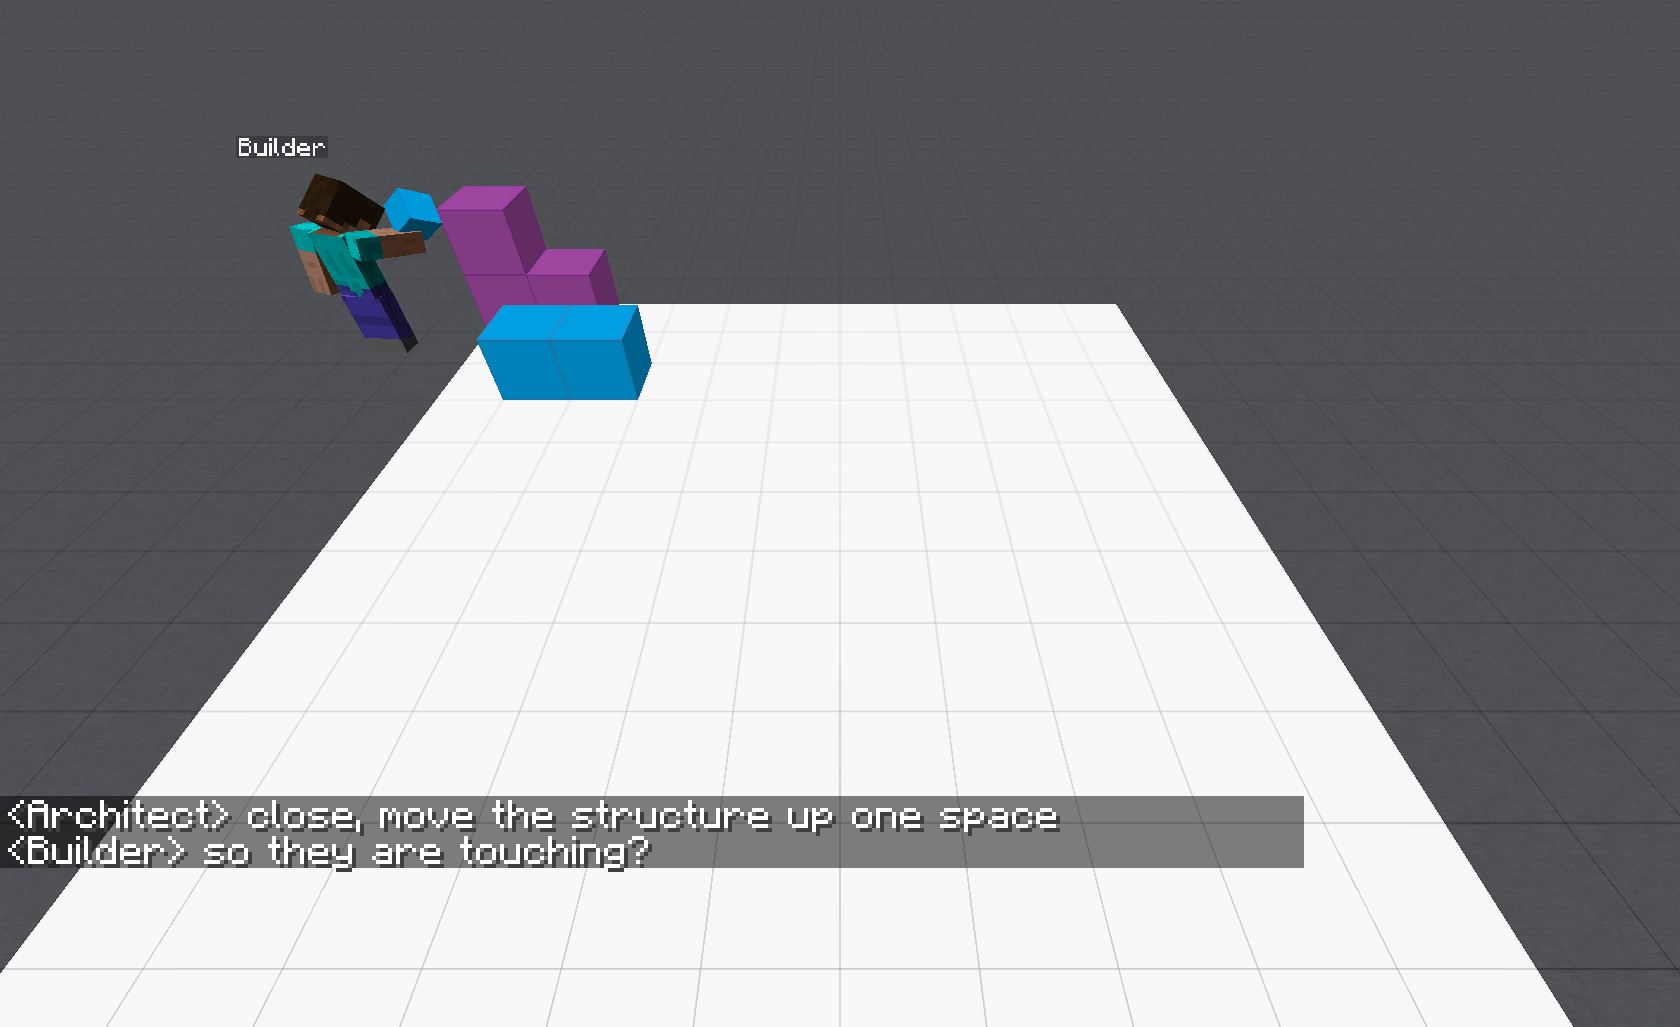 Builder
<Architect> close, move the structure up one space
<Builder> so they are touching?